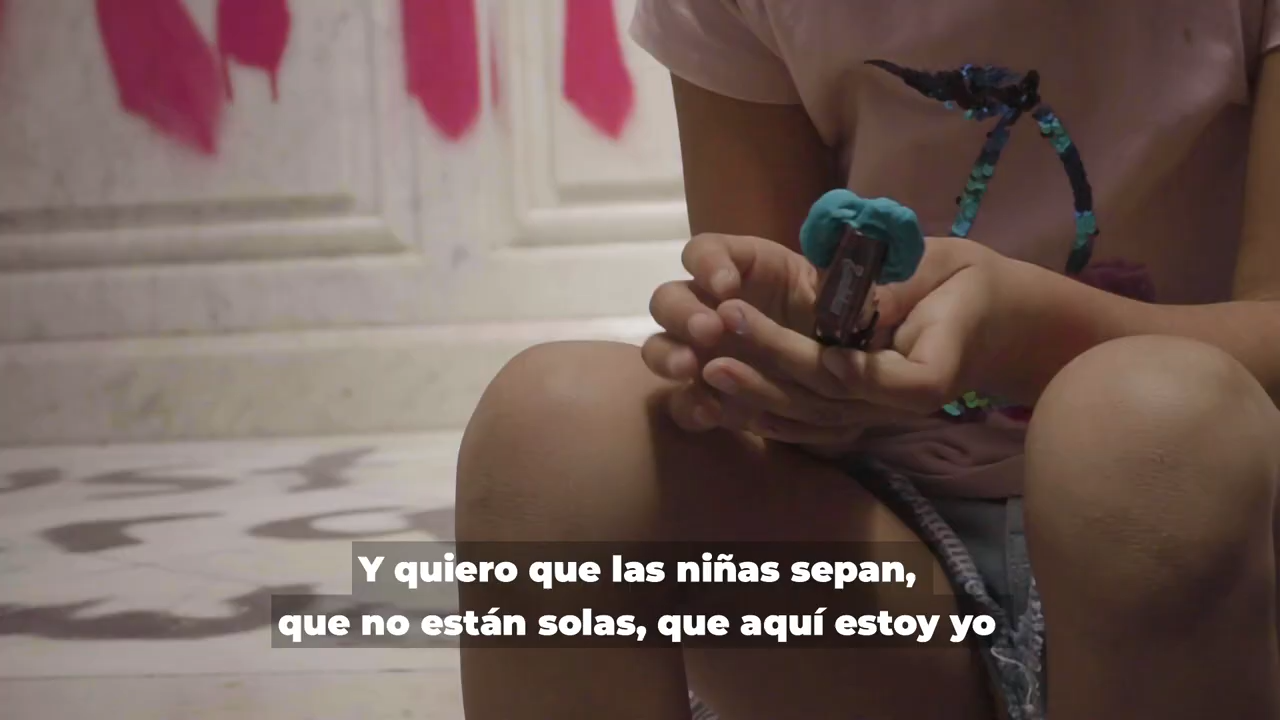 Y quiero que las niñas sepan,
que no están solas, que aquí estoy yo